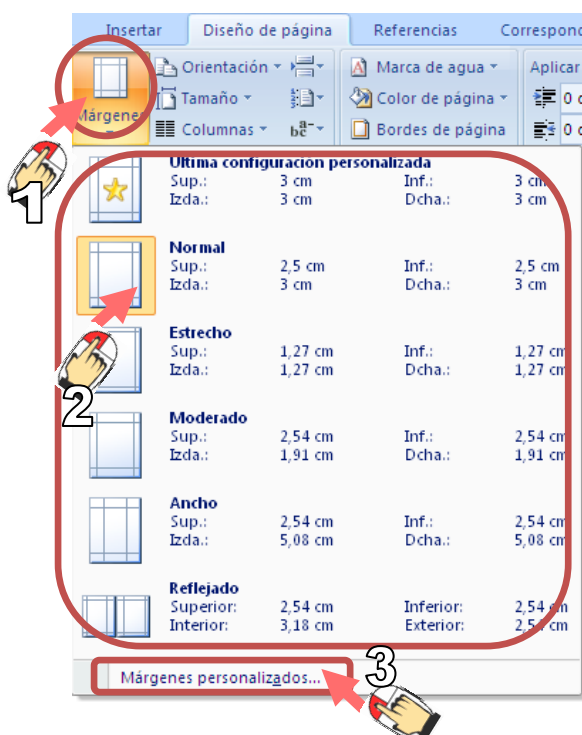 Insertar Diseño de página Referencias Correspond
Márgenes
Orientación
Tamaño
Columnas
Marca de agua
Color de página
Bordes de página
Aplicar
0 c
0 c
1
Última configuración personalizada
Sup.: 3 cm Inf.: 3 cm
Izda.: 3 cm Dcha.: 3 cm
Normal
Sup.: 2,5 cm Inf.: 2,5 cm
Izda.: 3 cm Dcha.: 3 cm
2
Estrecho
Sup.: 1,27 cm Inf.: 1,27 cm
Izda.: 1,27 cm Dcha.: 1,27 cm
Moderado
Sup.: 2,54 cm Inf.: 2,54 cm
Izda.: 1,91 cm Dcha.: 1,91 cm
Ancho
Sup.: 2,54 cm Inf.: 2,54 cm
Izda.: 5,08 cm Dcha.: 5,08 cm
Reflejado
Superior: 2,54 cm Inferior: 2,54 cm
Interior: 3,18 cm Exterior: 2,54 cm
Márgenes personalizados...
3